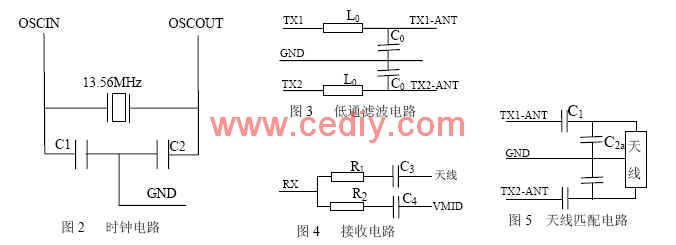 OSCIN
OSCOUT
13.56MHz
C1
C2
GND
图 2 时钟电路
TX1
L0
TX1-ANT
C0
GND
TX2
L0
C0
TX2-ANT
图 3 低通滤波电路
www.cediy.com
RX
R1
C3
天线
R2
C4
VMID
图 4 接收电路
TX1-ANT
C1
GND
C2a
天
线
TX2-ANT
图 5 天线匹配电路